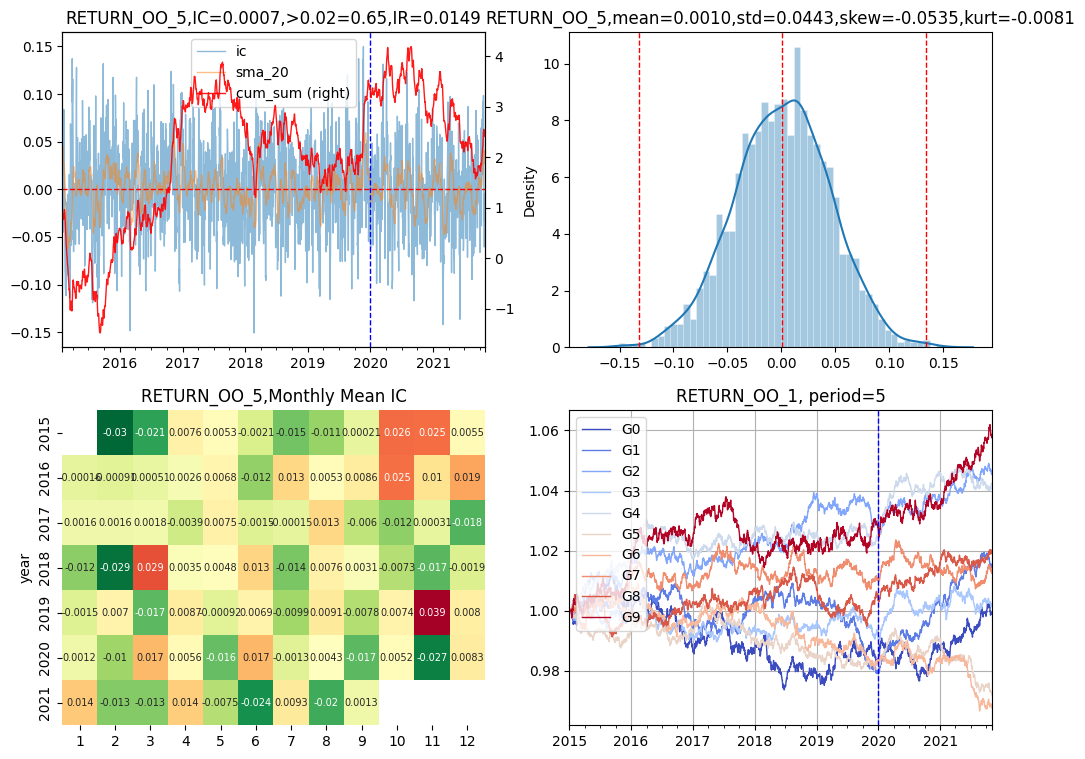 RETURN_OO_5,IC=0.0007,>0.02=0.65,IR=0.0149
0.15
0.10
0.05
0.00
−0.05
−0.10
−0.15
ic
sma_20
cum_sum (right)
4
3
2
1
0
−1
2016 2017 2018 2019 2020 2021
RETURN_OO_5,mean=0.0010,std=0.0443,skew=-0.0535,kurt=-0.0081
Density
10
8
6
4
2
0
−0.15 −0.10 −0.05 0.00 0.05 0.10 0.15
RETURN_OO_5,Monthly Mean IC
year
2015 -0.03 -0.021 0.0076 0.0053 -0.0021 -0.015 -0.011 0.00021 0.026 0.025 0.0055
2016 -0.00016 -0.00091 0.00051 0.0026 0.0068 -0.012 0.013 0.0053 0.0086 0.025 0.01 0.019
2017 0.0016 0.0016 0.0018 -0.0039 0.0075 -0.0015 -0.00015 0.013 -0.006 -0.012 0.00031 -0.018
2018 -0.012 -0.029 0.029 0.0035 0.0048 0.013 -0.014 0.0076 0.0031 -0.0073 -0.017 -0.0019
2019 -0.0015 0.007 -0.017 0.0087 -0.00092 0.0069 -0.0099 0.0091 -0.0078 0.0074 0.039 0.008
2020 -0.0012 -0.01 0.017 0.0056 -0.016 0.017 -0.0013 0.0043 -0.017 0.0052 -0.027 0.0083
2021 0.014 -0.013 -0.013 0.014 -0.0075 -0.024 0.0093 -0.02 0.0013
1 2 3 4 5 6 7 8 9 10 11 12
RETURN_OO_1, period=5
1.06
1.04
1.02
1.00
0.98
G0
G1
G2
G3
G4
G5
G6
G7
G8
G9
2015 2016 2017 2018 2019 2020 2021